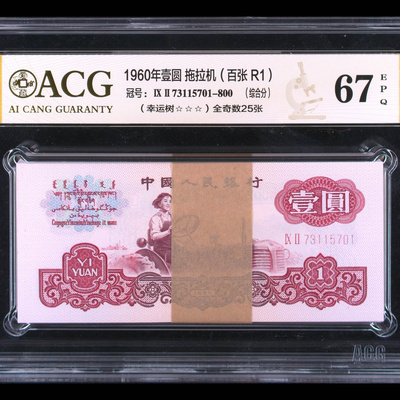 ACG
AI CANG GUARANTY
1960年壹圆 拖拉机（百张 R1）
冠号：Ⅸ Ⅱ 73115701-800 （综合分）
（幸运树☆☆☆）全奇数25张
67
EPQ
中國人民银行
壹圓
Ⅸ Ⅱ 73115701
YI
YUAN
1
ACG